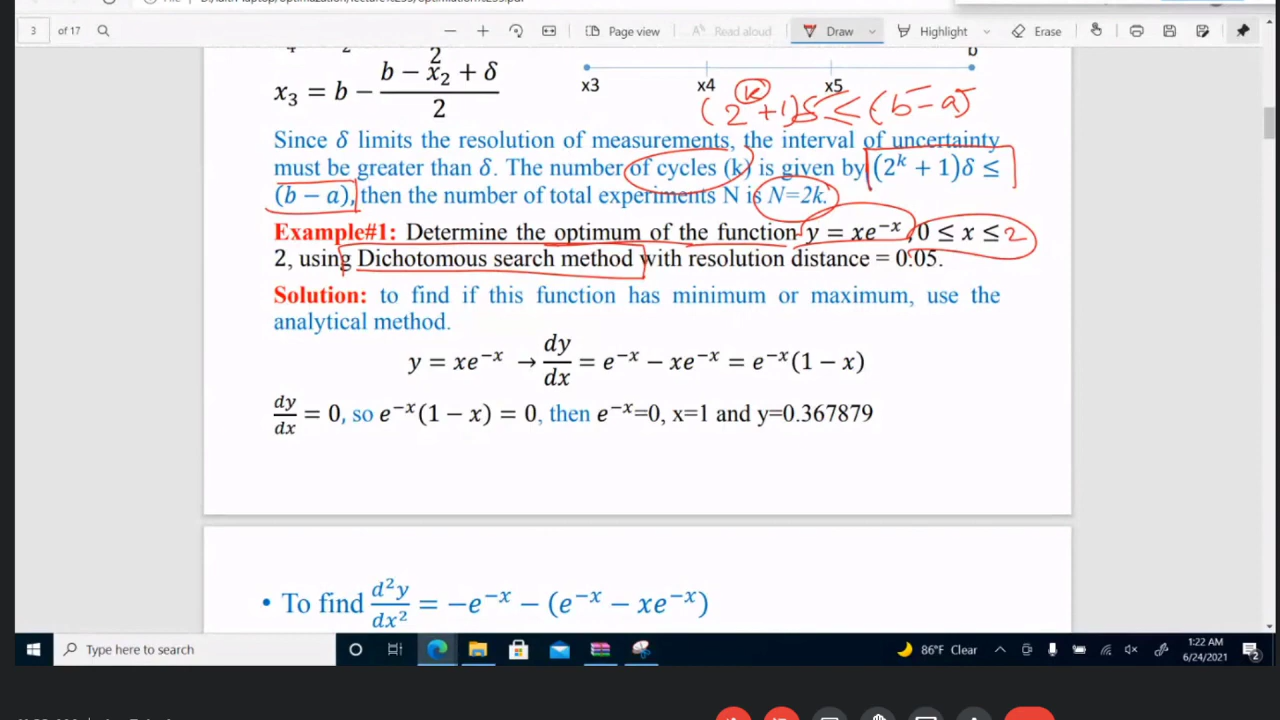 3 of 17 Page view Read aloud Draw Highlight Erase
2
b
x₃ = b − (b − x₂ + δ)/2
x3 x4 x5
(2^k+1)δ ≤ (b − a)
Since δ limits the resolution of measurements, the interval of uncertainty
must be greater than δ. The number of cycles (k) is given by (2ᵏ + 1)δ ≤
(b − a), then the number of total experiments N is N=2k.
Example#1: Determine the optimum of the function y = xe⁻ˣ ,0 ≤ x ≤ 2
2, using Dichotomous search method with resolution distance = 0.05.
Solution: to find if this function has minimum or maximum, use the
analytical method.
y = xe⁻ˣ → dy/dx = e⁻ˣ − xe⁻ˣ = e⁻ˣ(1 − x)
dy/dx = 0, so e⁻ˣ(1 − x) = 0, then e⁻ˣ=0, x=1 and y=0.367879
• To find d²y/dx² = −e⁻ˣ − (e⁻ˣ − xe⁻ˣ)
Type here to search
86°F Clear
1:22 AM
6/24/2021
2